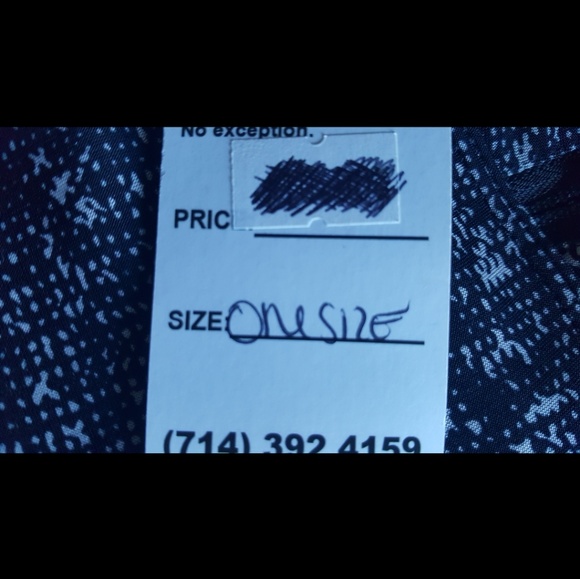 No exception.
PRIC
SIZE: ONE SIZE
(714) 392 4159